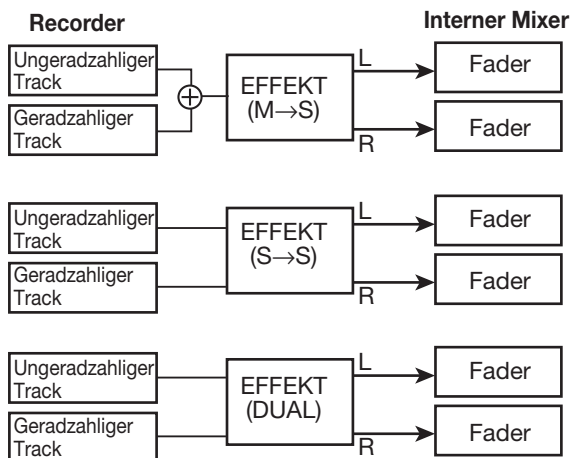 Recorder
Interner Mixer
Ungeradzahliger
Track
Geradzahliger
Track
EFFEKT
(M→S)
L
R
Fader
Fader
Ungeradzahliger
Track
Geradzahliger
Track
EFFEKT
(S→S)
L
R
Fader
Fader
Ungeradzahliger
Track
Geradzahliger
Track
EFFEKT
(DUAL)
L
R
Fader
Fader